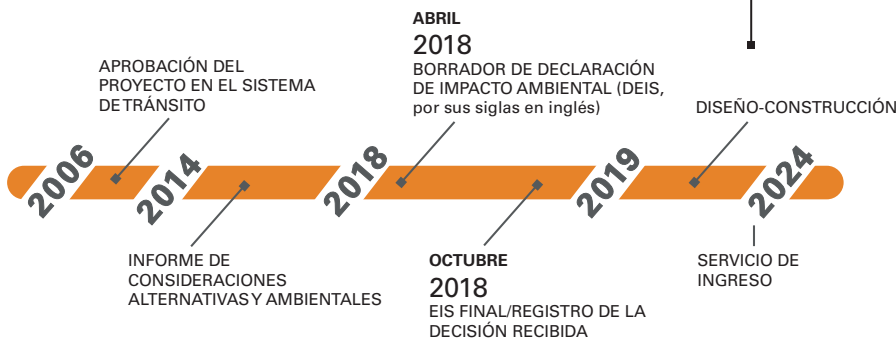 ABRIL
2018
BORRADOR DE DECLARACIÓN
DE IMPACTO AMBIENTAL (DEIS,
por sus siglas en inglés)
APROBACIÓN DEL
PROYECTO EN EL SISTEMA
DE TRÁNSITO
DISEÑO-CONSTRUCCIÓN
2006
2014
2018
2019
2024
INFORME DE
CONSIDERACIONES
ALTERNATIVAS Y AMBIENTALES
OCTUBRE
2018
EIS FINAL/REGISTRO DE LA
DECISIÓN RECIBIDA
SERVICIO DE
INGRESO